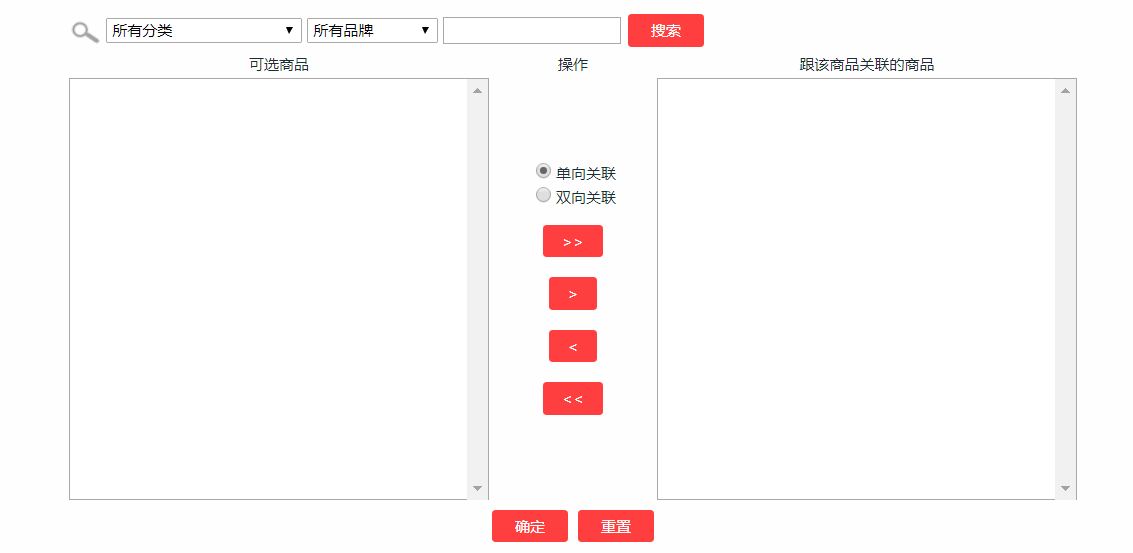 所有分类 所有品牌 搜索
可选商品 操作 跟该商品关联的商品
单向关联
双向关联
>>
>
<
<<
确定 重置